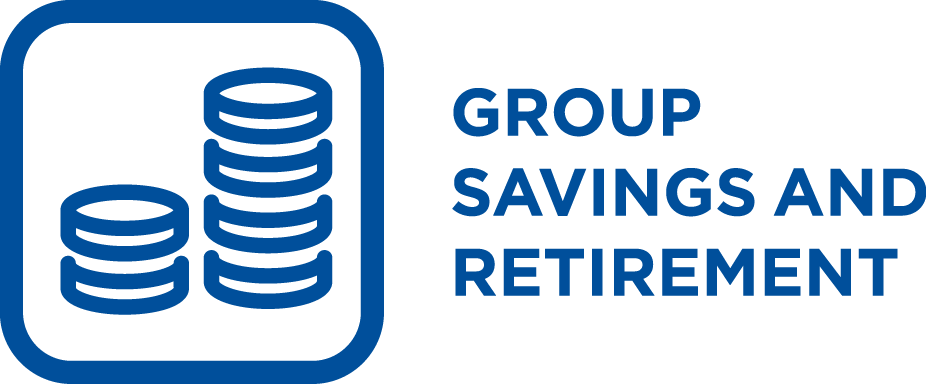 GROUP
SAVINGS AND
RETIREMENT